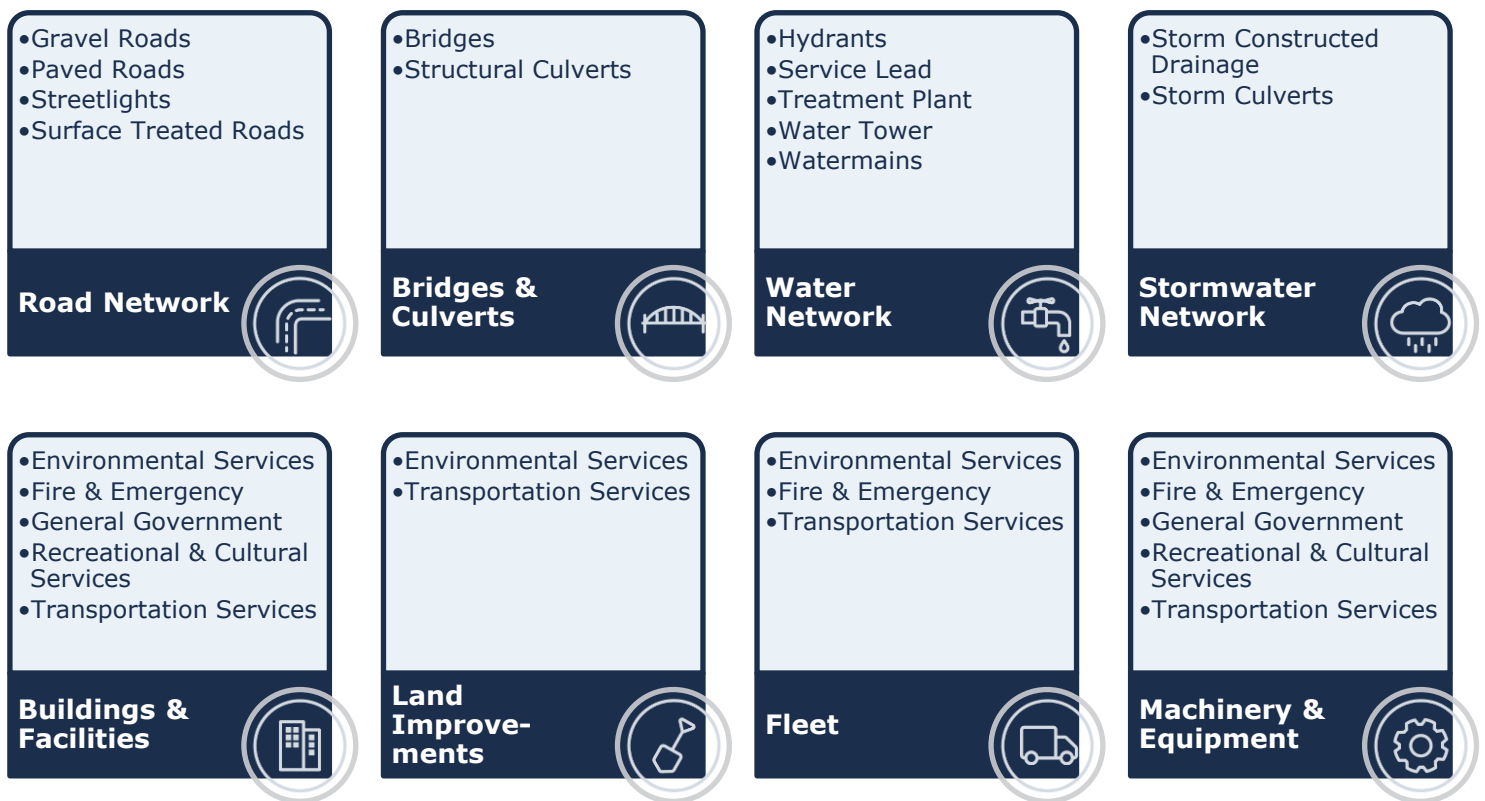 •Gravel Roads
•Paved Roads
•Streetlights
•Surface Treated Roads
Road Network
•Bridges
•Structural Culverts
Bridges &
Culverts
•Hydrants
•Service Lead
•Treatment Plant
•Water Tower
•Watermains
Water
Network
•Storm Constructed
Drainage
•Storm Culverts
Stormwater
Network
•Environmental Services
•Fire & Emergency
•General Government
•Recreational & Cultural
Services
•Transportation Services
Buildings &
Facilities
•Environmental Services
•Transportation Services
Land
Improve-
ments
•Environmental Services
•Fire & Emergency
•Transportation Services
Fleet
•Environmental Services
•Fire & Emergency
•General Government
•Recreational & Cultural
Services
•Transportation Services
Machinery &
Equipment